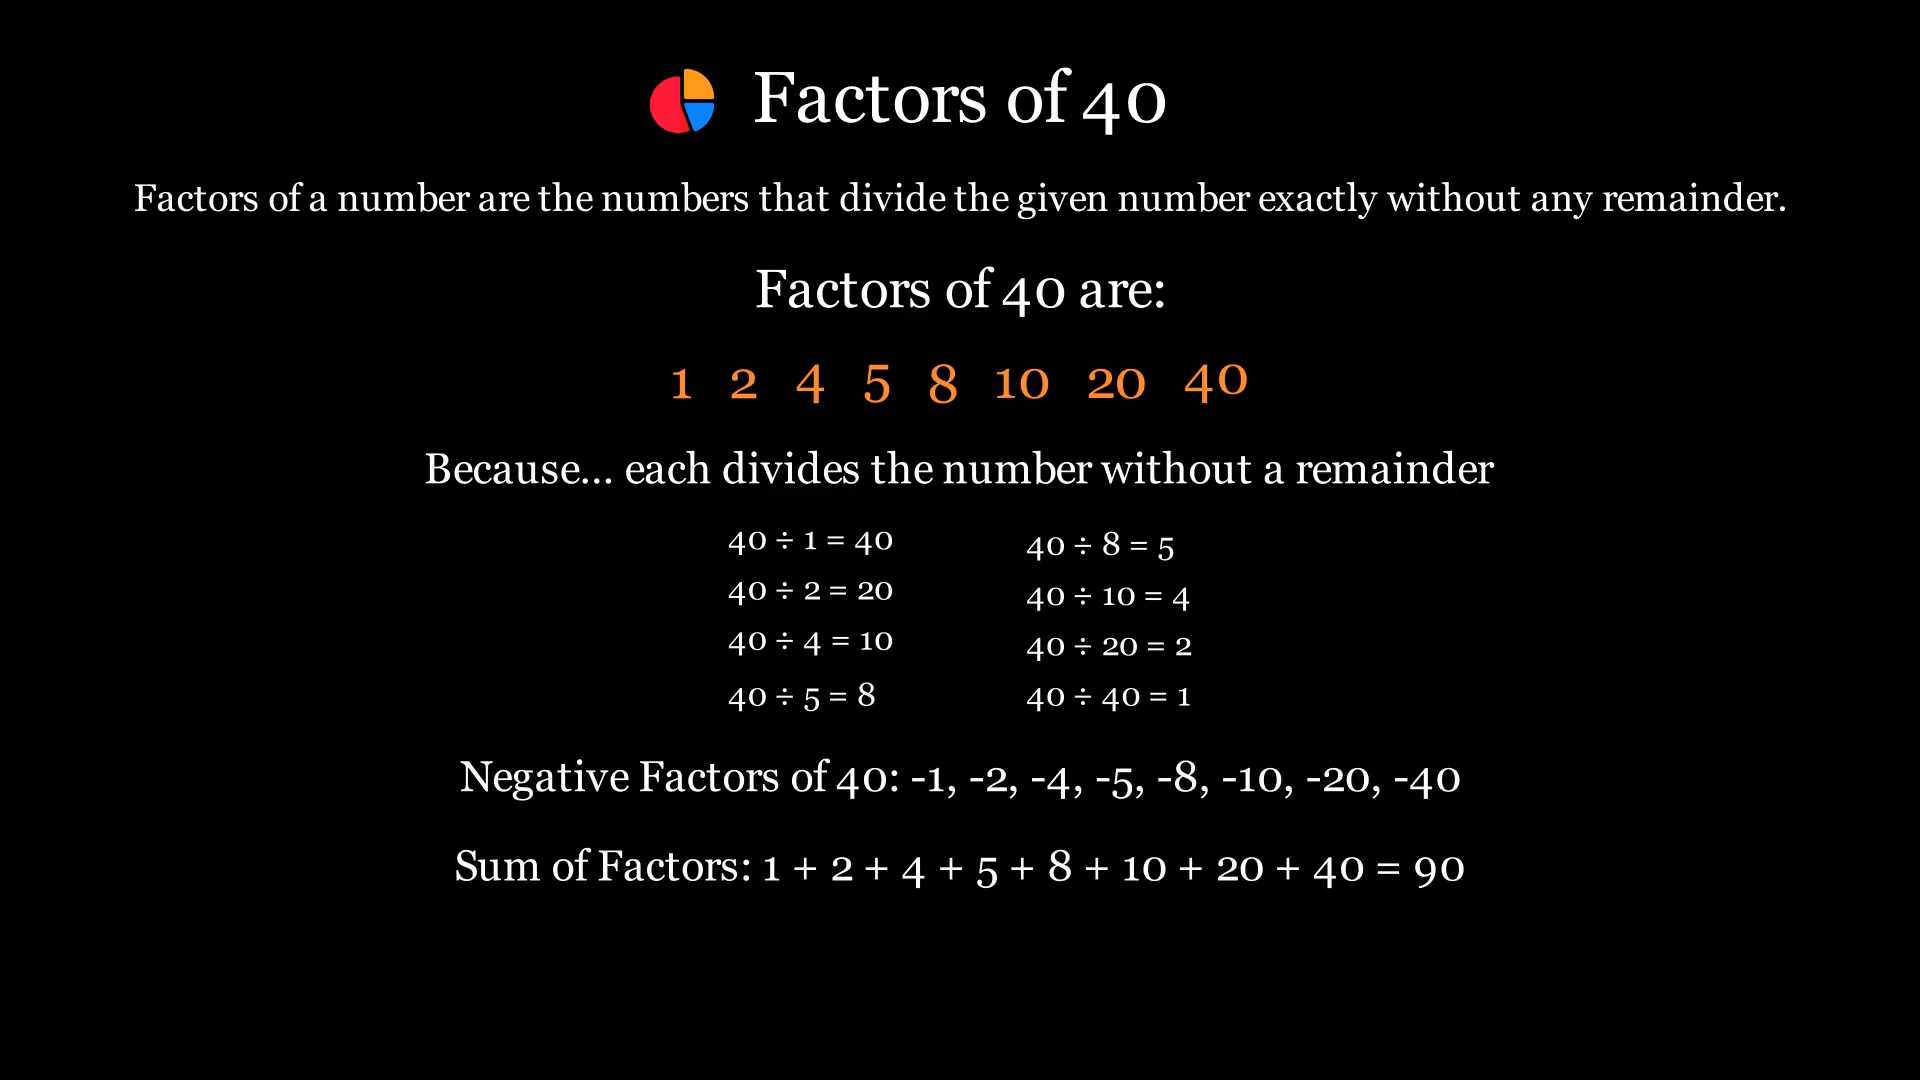 Factors of 40
Factors of a number are the numbers that divide the given number exactly without any remainder.
Factors of 40 are:
1 2 4 5 8 10 20 40
Because... each divides the number without a remainder
40 ÷ 1 = 40
40 ÷ 2 = 20
40 ÷ 4 = 10
40 ÷ 5 = 8
40 ÷ 8 = 5
40 ÷ 10 = 4
40 ÷ 20 = 2
40 ÷ 40 = 1
Negative Factors of 40: -1, -2, -4, -5, -8, -10, -20, -40
Sum of Factors: 1 + 2 + 4 + 5 + 8 + 10 + 20 + 40 = 90